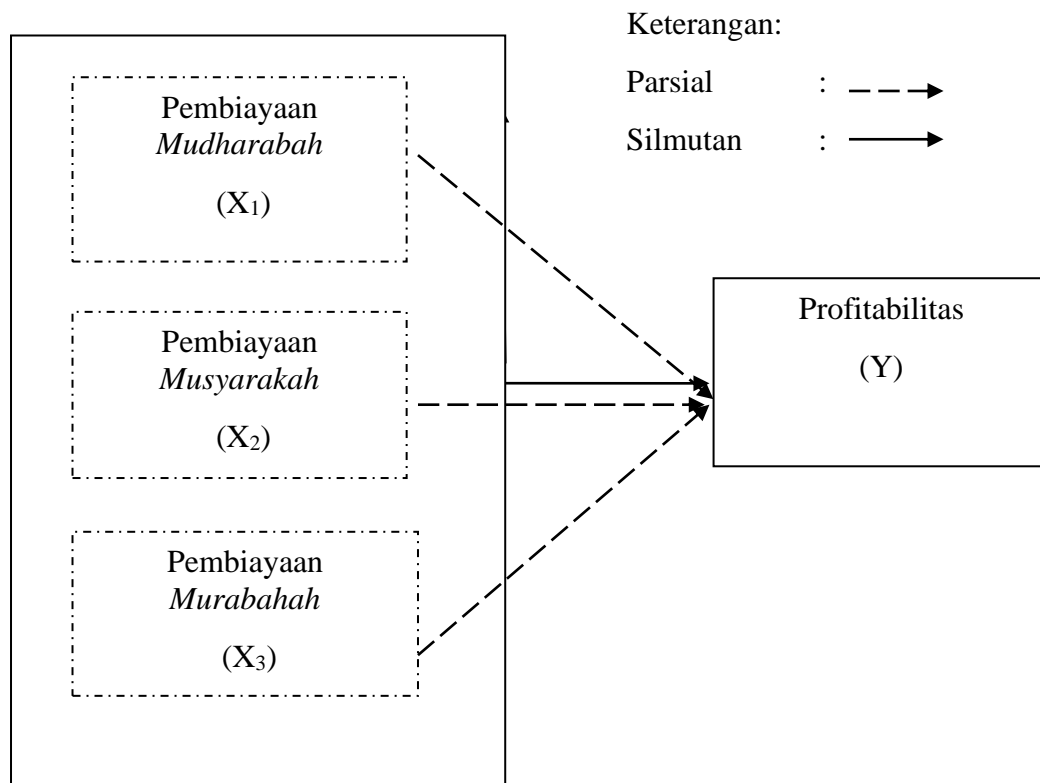 Keterangan:
Parsial :
Silmutan :
Pembiayaan
Mudharabah
(X₁)
Pembiayaan
Musyarakah
(X₂)
Pembiayaan
Murabahah
(X₃)
Profitabilitas
(Y)